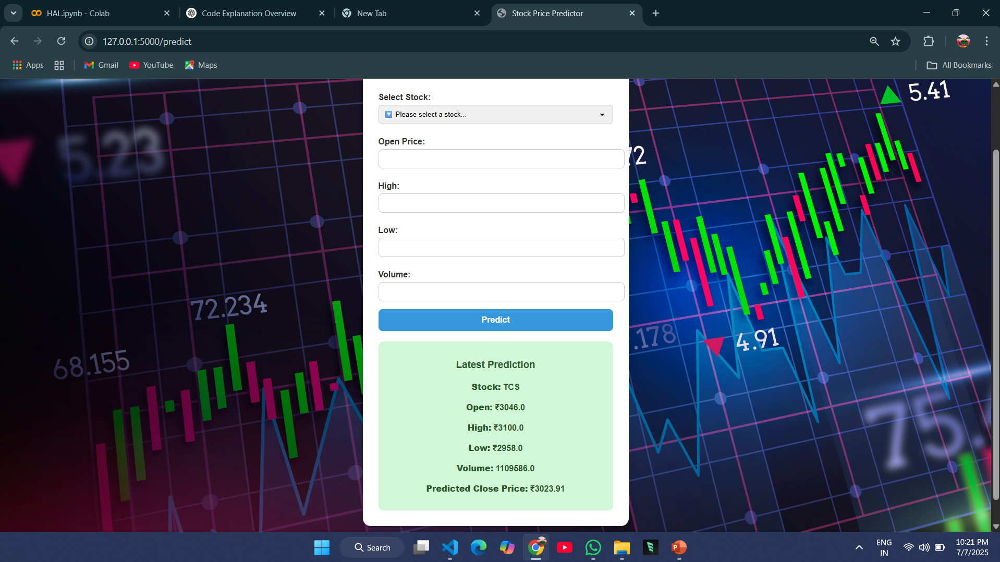 HAL.ipynb - Colab
Code Explanation Overview
New Tab
Stock Price Predictor
127.0.0.1:5000/predict
Apps
Gmail
YouTube
Maps
All Bookmarks
Select Stock:
Please select a stock...
Open Price:
High:
Low:
Volume:
Predict
Latest Prediction
Stock: TCS
Open: ₹3046.0
High: ₹3100.0
Low: ₹2958.0
Volume: 1109586.0
Predicted Close Price: ₹3023.91
5.23
72.234
68.155
5.41
72
.178
4.91
75.
Search
ENG
IN
10:21 PM
7/7/2025